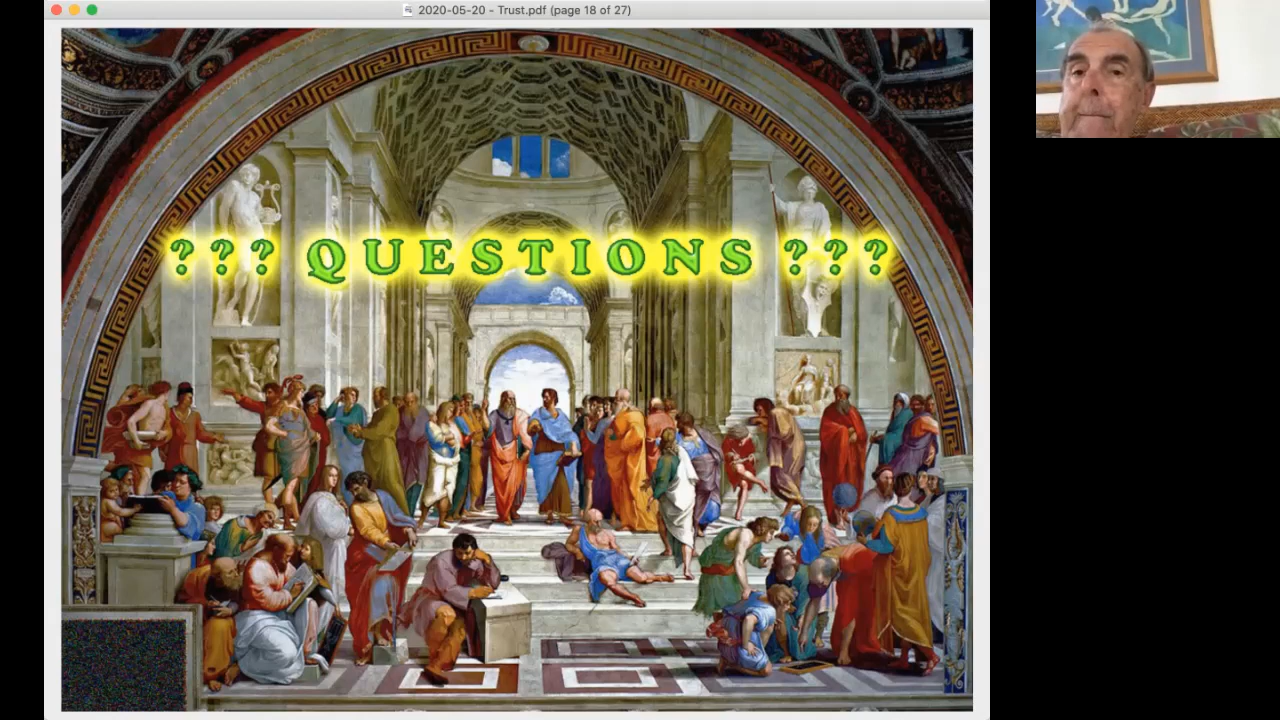 2020-05-20 - Trust.pdf (page 18 of 27)
??? QUESTIONS ???